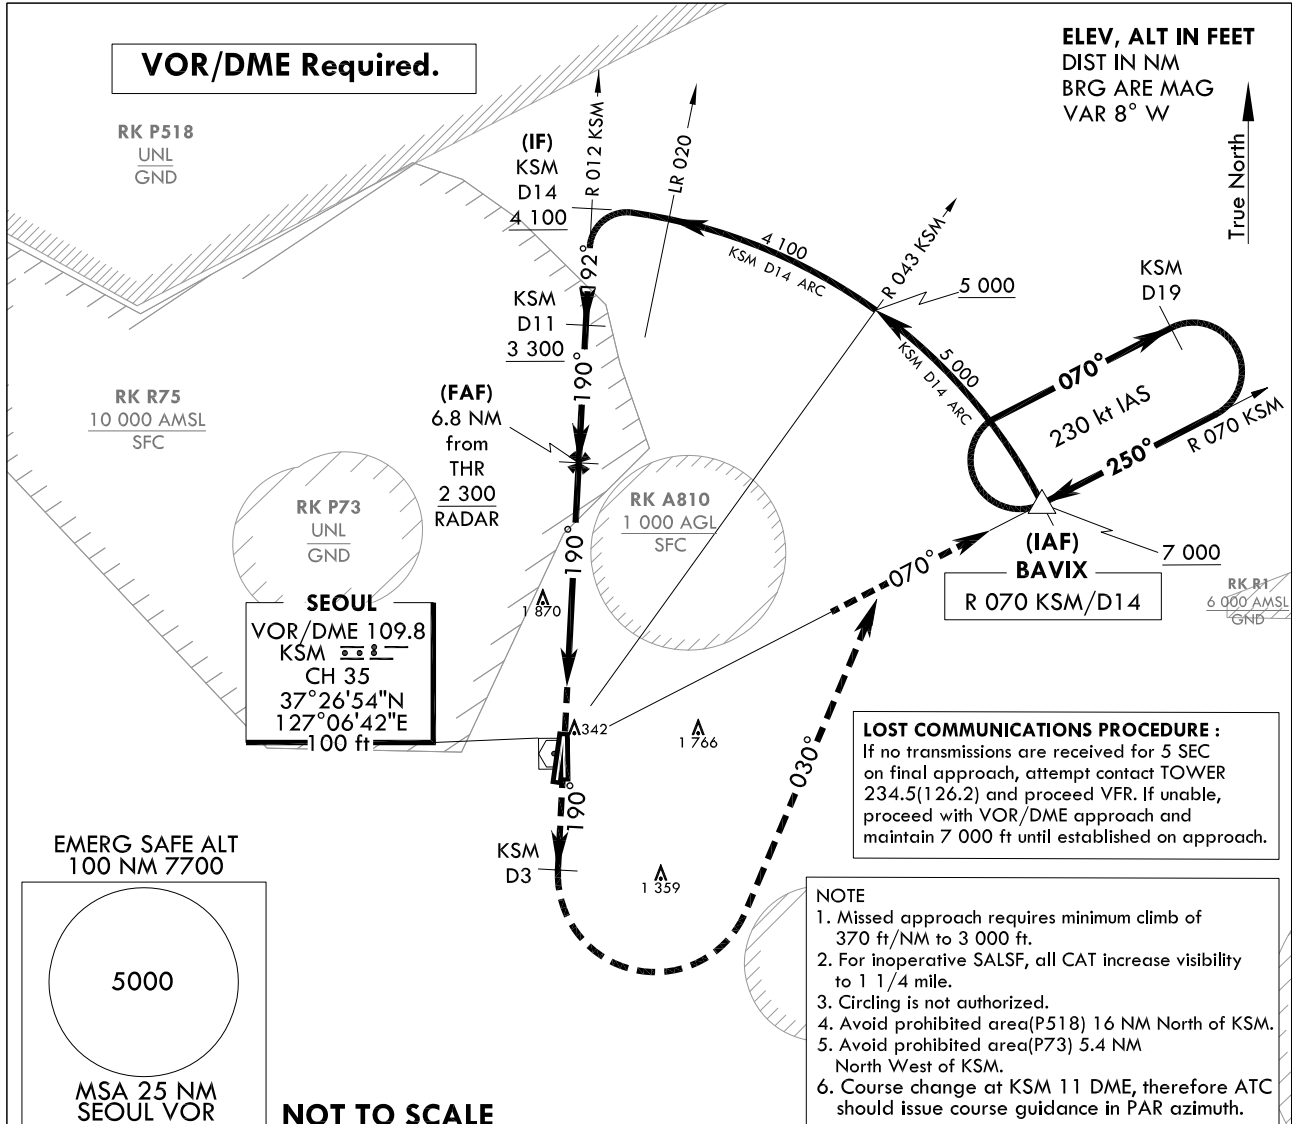 VOR/DME Required.
ELEV, ALT IN FEET
DIST IN NM
BRG ARE MAG
VAR 8° W
True North
RK P518
UNL
GND
(IF)
KSM
D14
4 100
R 012 KSM
LR 020
4 100
KSM D14 ARC
R 043 KSM
5 000
KSM
D19
5 000
KSM D14 ARC
070°
230 kt IAS
250°
R 070 KSM
192°
KSM
D11
3 300
190°
RK R75
10 000 AMSL
SFC
(FAF)
6.8 NM
from
THR
2 300
RADAR
RK P73
UNL
GND
RK A810
1 000 AGL
SFC
190°
070°
(IAF)
BAVIX
R 070 KSM/D14
7 000
RK R1
6 000 AMSL
GND
1 870
SEOUL
VOR/DME 109.8
KSM
CH 35
37°26'54"N
127°06'42"E
100 ft
342
1 766
190°
030°
KSM
D3
1 359
LOST COMMUNICATIONS PROCEDURE :
If no transmissions are received for 5 SEC
on final approach, attempt contact TOWER
234.5(126.2) and proceed VFR. If unable,
proceed with VOR/DME approach and
maintain 7 000 ft until established on approach.
EMERG SAFE ALT
100 NM 7700
5000
MSA 25 NM
SEOUL VOR
NOT TO SCALE
NOTE
1. Missed approach requires minimum climb of
370 ft/NM to 3 000 ft.
2. For inoperative SALSF, all CAT increase visibility
to 1 1/4 mile.
3. Circling is not authorized.
4. Avoid prohibited area(P518) 16 NM North of KSM.
5. Avoid prohibited area(P73) 5.4 NM
North West of KSM.
6. Course change at KSM 11 DME, therefore ATC
should issue course guidance in PAR azimuth.